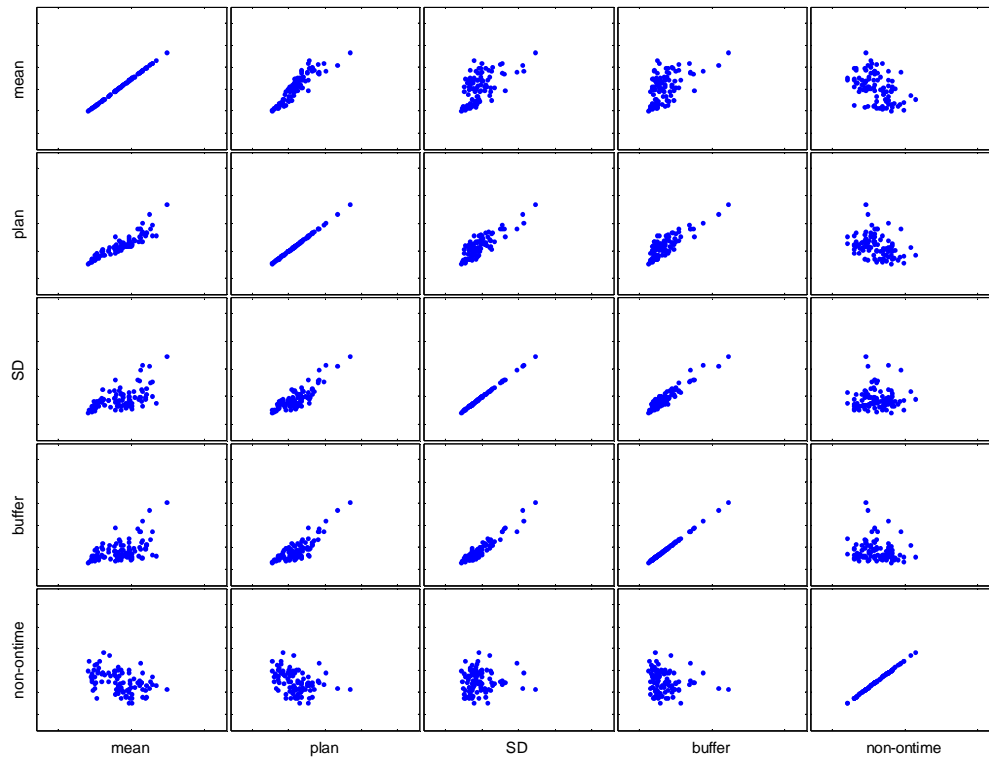 mean
plan
SD
buffer
non-ontime
mean plan SD buffer non-ontime